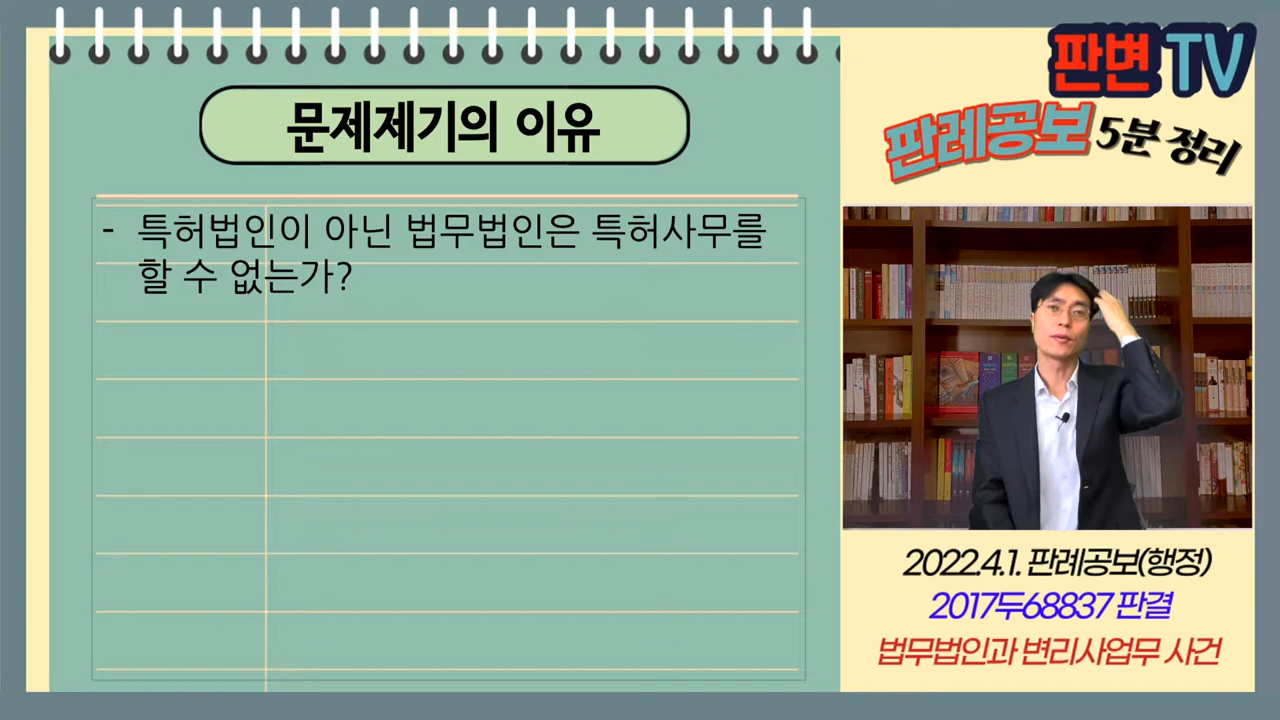 문제제기의 이유
- 특허법인이 아닌 법무법인은 특허사무를
할 수 없는가?
판변 TV
판례공보 5분 정리
2022.4.1. 판례공보(행정)
2017두68837 판결
법무법인과 변리사업무 사건